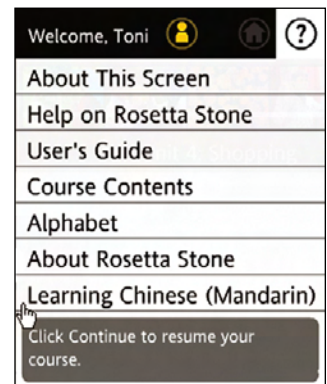 Welcome, Toni
?
About This Screen
Help on Rosetta Stone
User's Guide
Course Contents
Alphabet
About Rosetta Stone
Learning Chinese (Mandarin)
Click Continue to resume your
course.